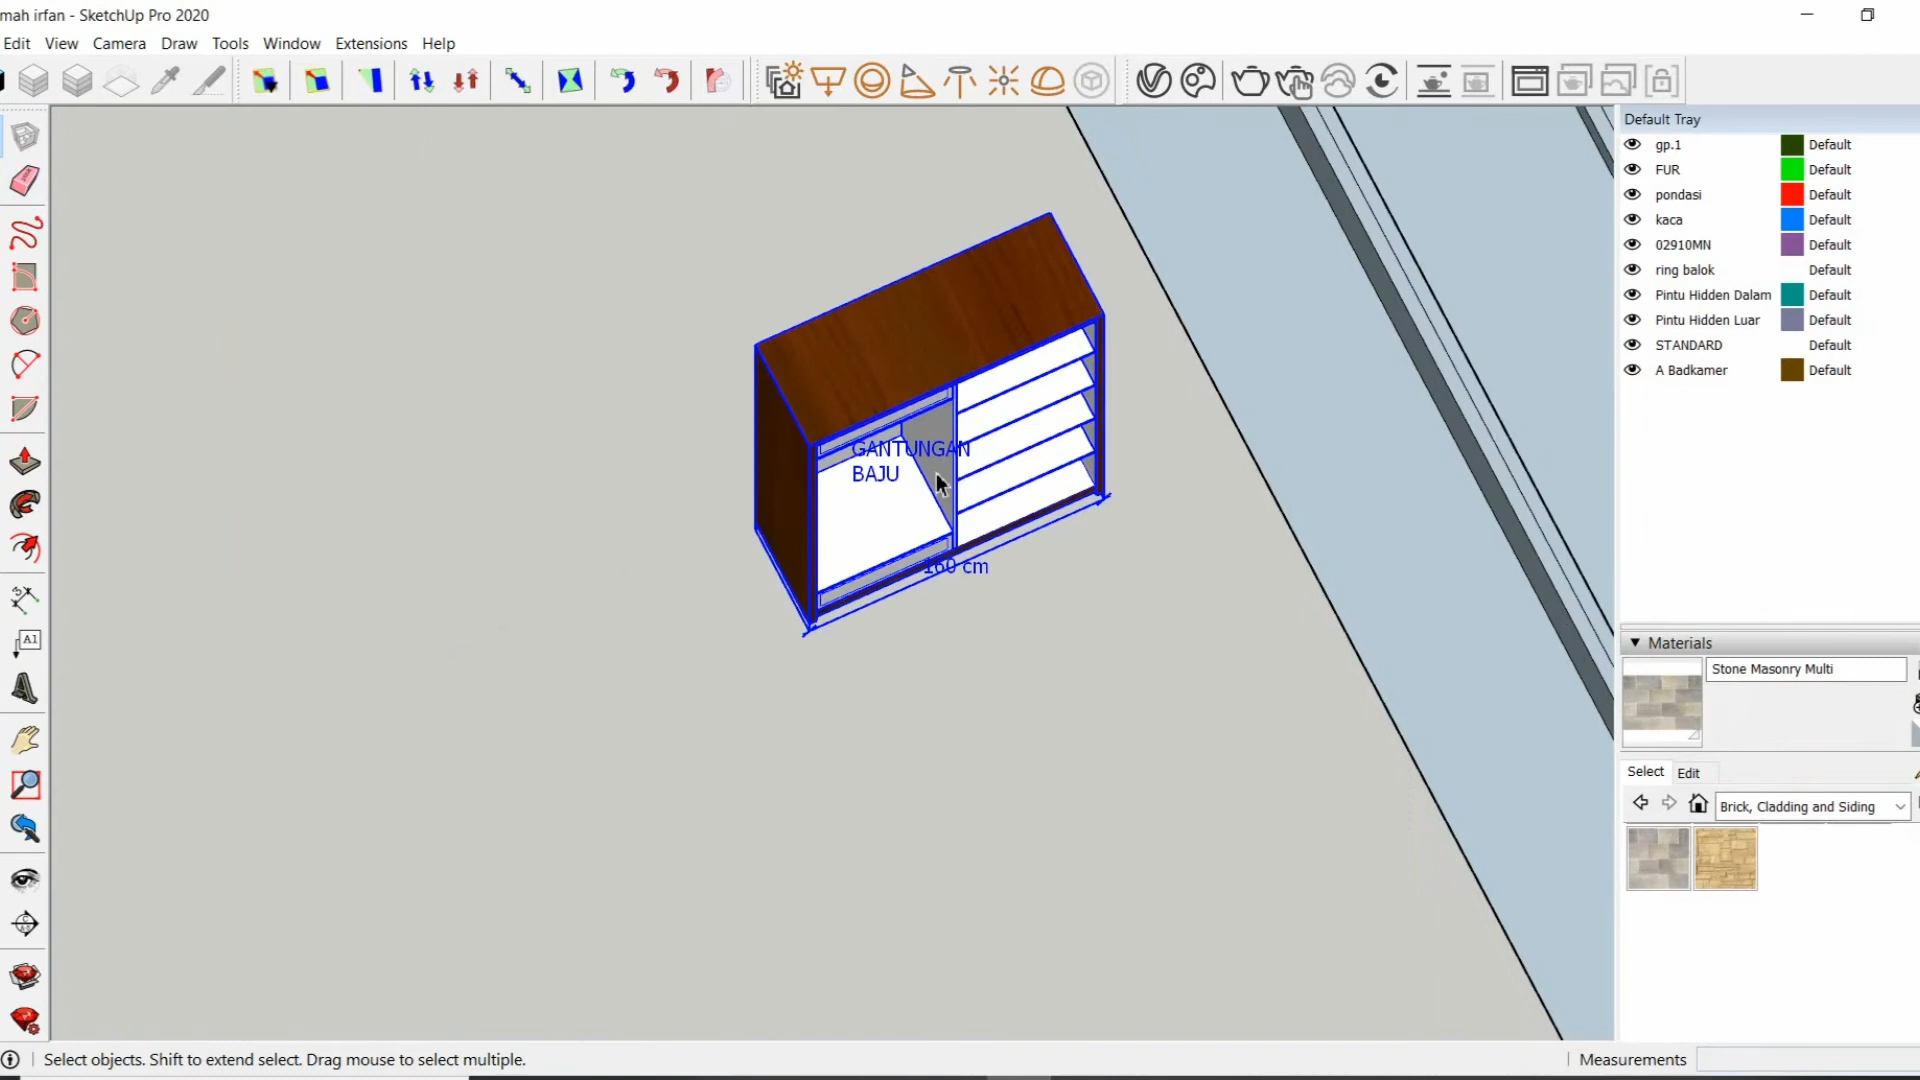 mah irfan - SketchUp Pro 2020
Edit View Camera Draw Tools Window Extensions Help
Default Tray
gp.1 Default
FUR Default
pondasi Default
kaca Default
02910MN Default
ring balok Default
Pintu Hidden Dalam Default
Pintu Hidden Luar Default
STANDARD Default
A Badkamer Default
GANTUNGAN
BAJU
160 cm
A1
Materials
Stone Masonry Multi
Select Edit
Brick, Cladding and Siding
Select objects. Shift to extend select. Drag mouse to select multiple.
Measurements